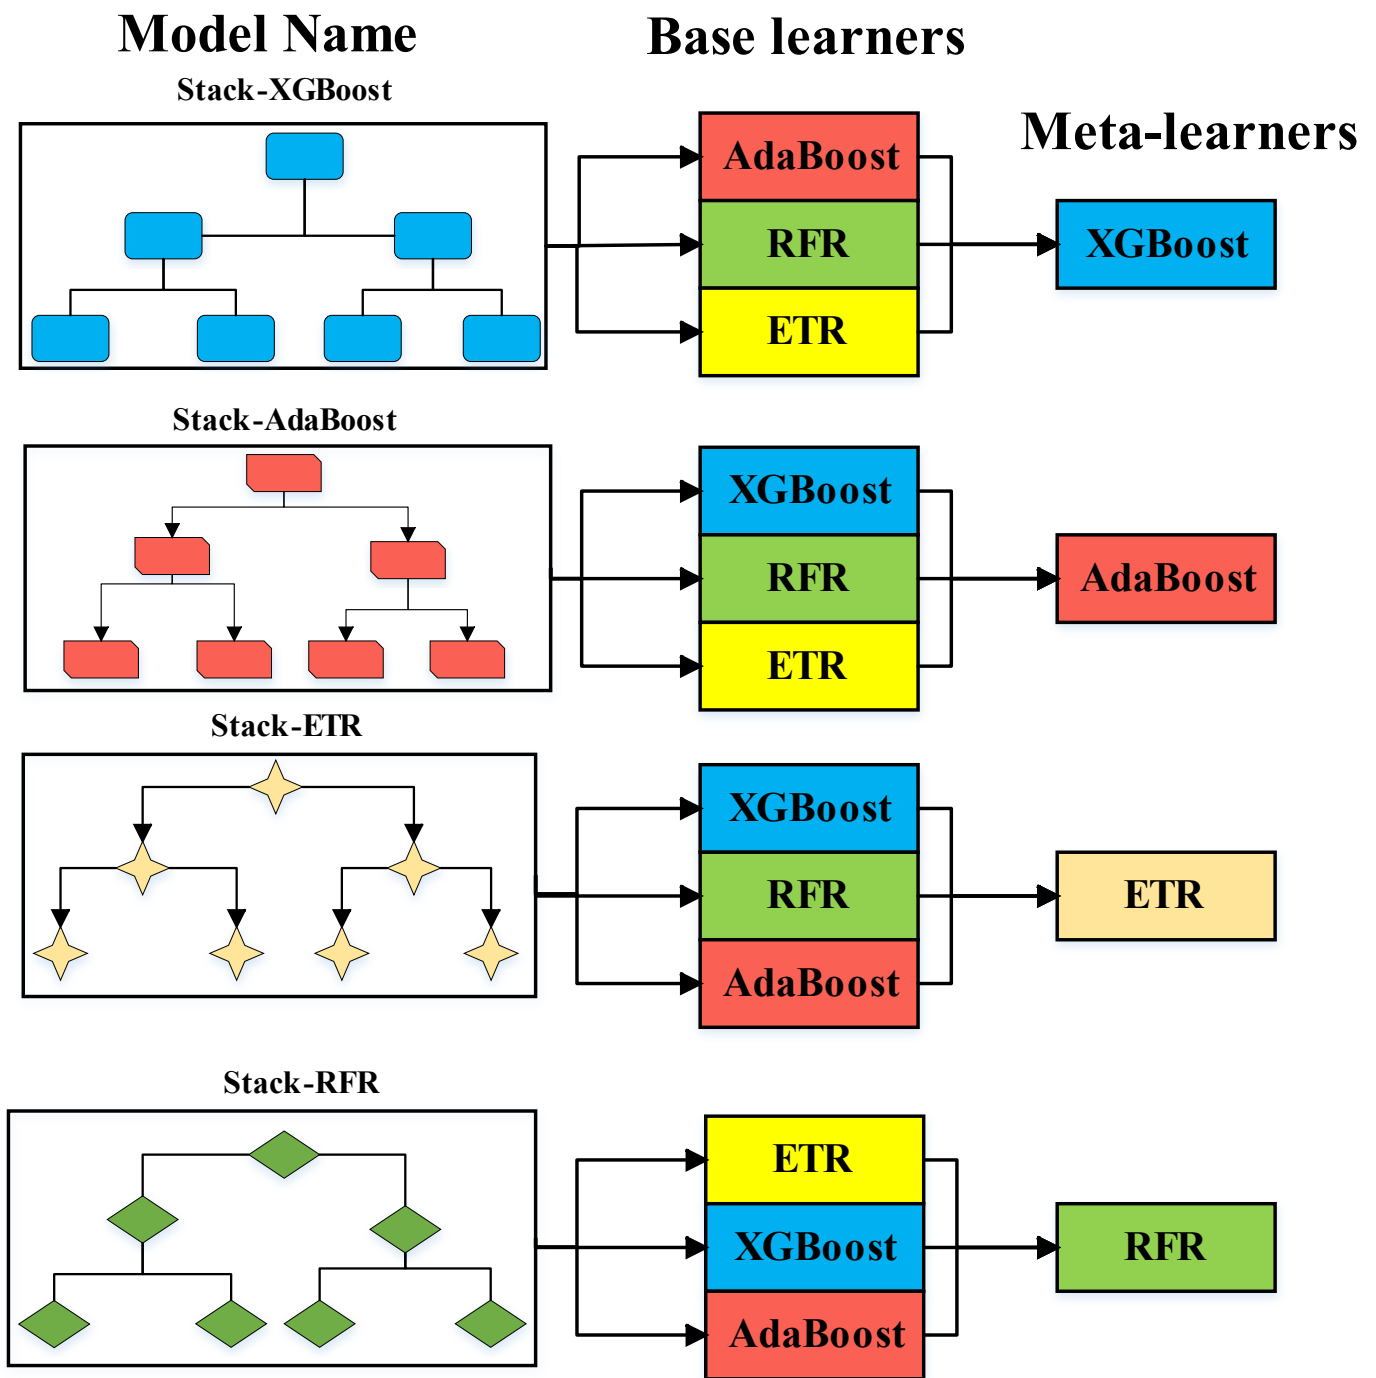 Model Name
Base learners
Meta-learners
Stack-XGBoost
AdaBoost
RFR
ETR
XGBoost
Stack-AdaBoost
XGBoost
RFR
ETR
AdaBoost
Stack-ETR
XGBoost
RFR
AdaBoost
ETR
Stack-RFR
ETR
XGBoost
AdaBoost
RFR